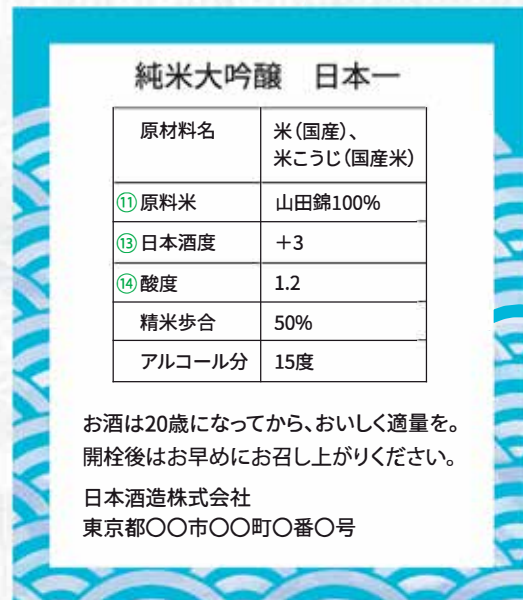 純米大吟醸　日本一
原材料名　米（国産）、
米こうじ（国産米）
⑪原料米　山田錦100%
⑬日本酒度　＋3
⑭酸度　1.2
精米歩合　50%
アルコール分　15度
お酒は20歳になってから、おいしく適量を。
開栓後はお早めにお召し上がりください。
日本酒造株式会社
東京都〇〇市〇〇町〇番〇号